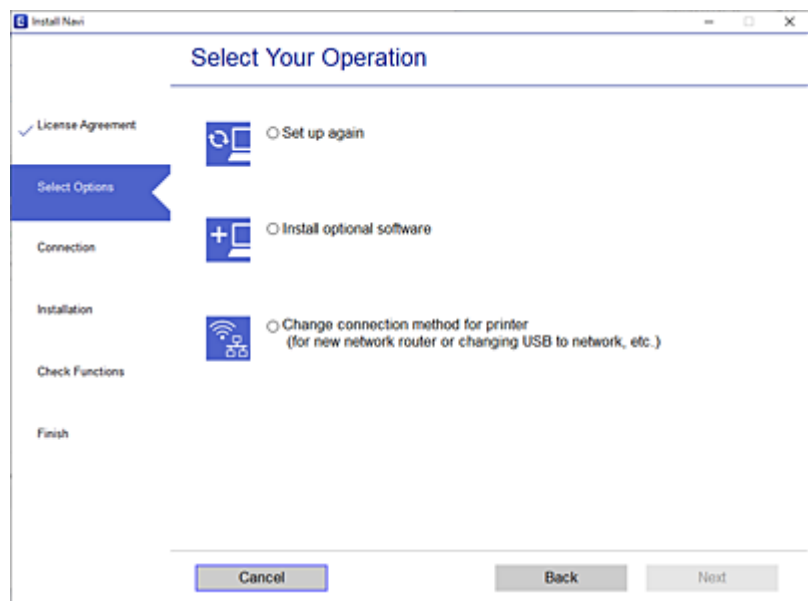 Install Navi
Select Your Operation
License Agreement
Select Options
Connection
Installation
Check Functions
Finish
Set up again
Install optional software
Change connection method for printer
(for new network router or changing USB to network, etc.)
Cancel
Back
Next